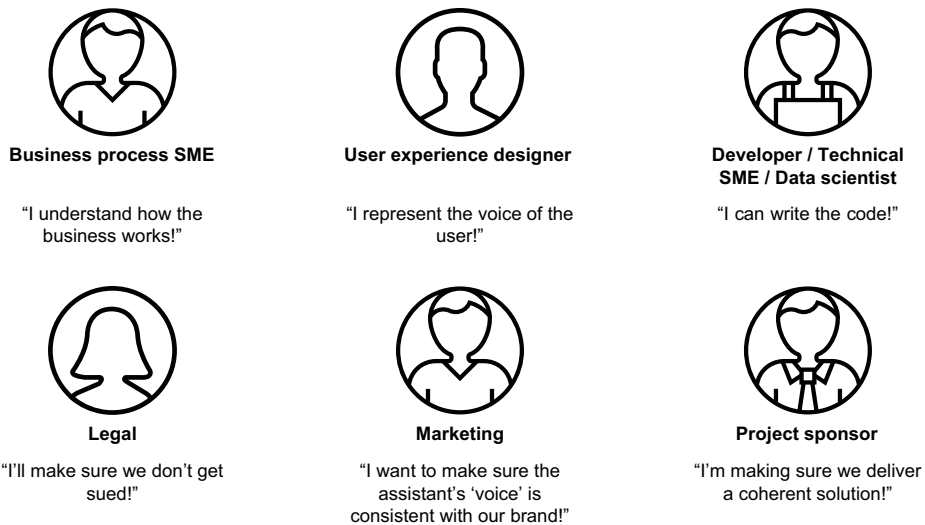 Business process SME
“I understand how the
business works!”
User experience designer
“I represent the voice of the
user!”
Developer / Technical
SME / Data scientist
“I can write the code!”
Legal
“I’ll make sure we don’t get
sued!”
Marketing
“I want to make sure the
assistant’s ‘voice’ is
consistent with our brand!”
Project sponsor
“I’m making sure we deliver
a coherent solution!”